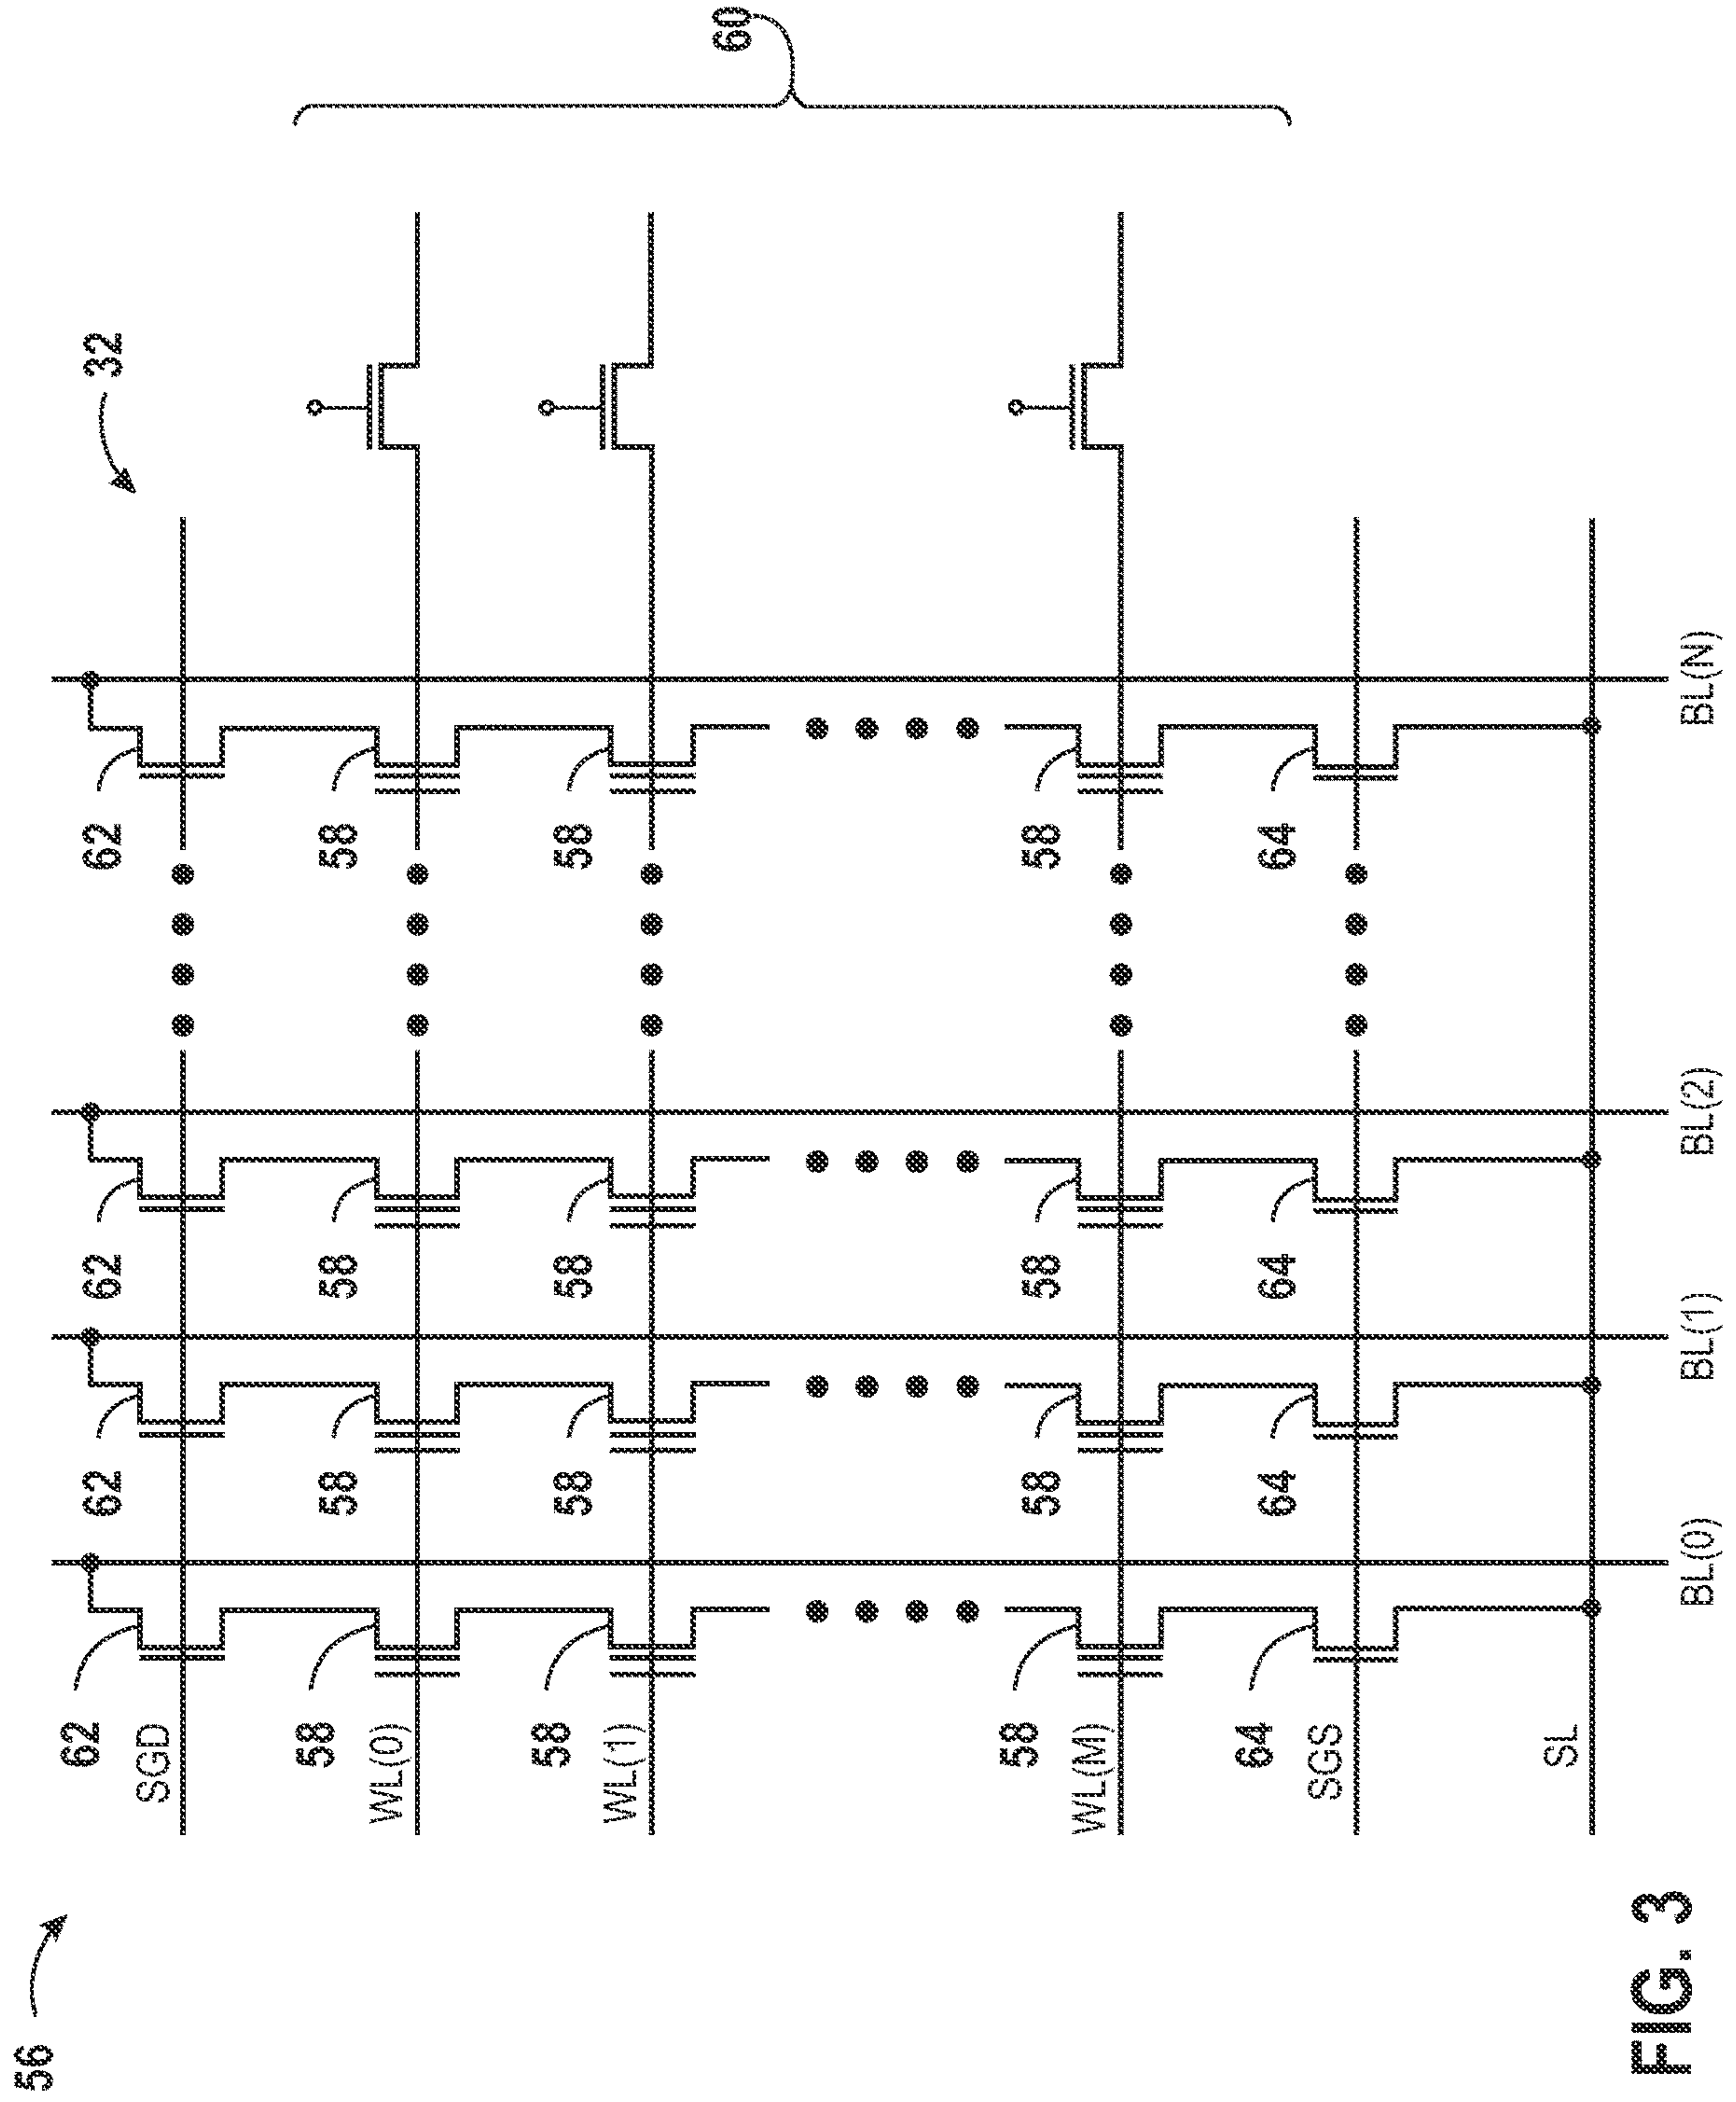 56
62 62 62 62 32
SGD
58 58 58 58
WL(0)
58 58 58 58
WL(1)
60
58 58 58 58
WL(M)
64 64 64 64
SGS
SL
BL(0) BL(1) BL(2) BL(N)
FIG. 3